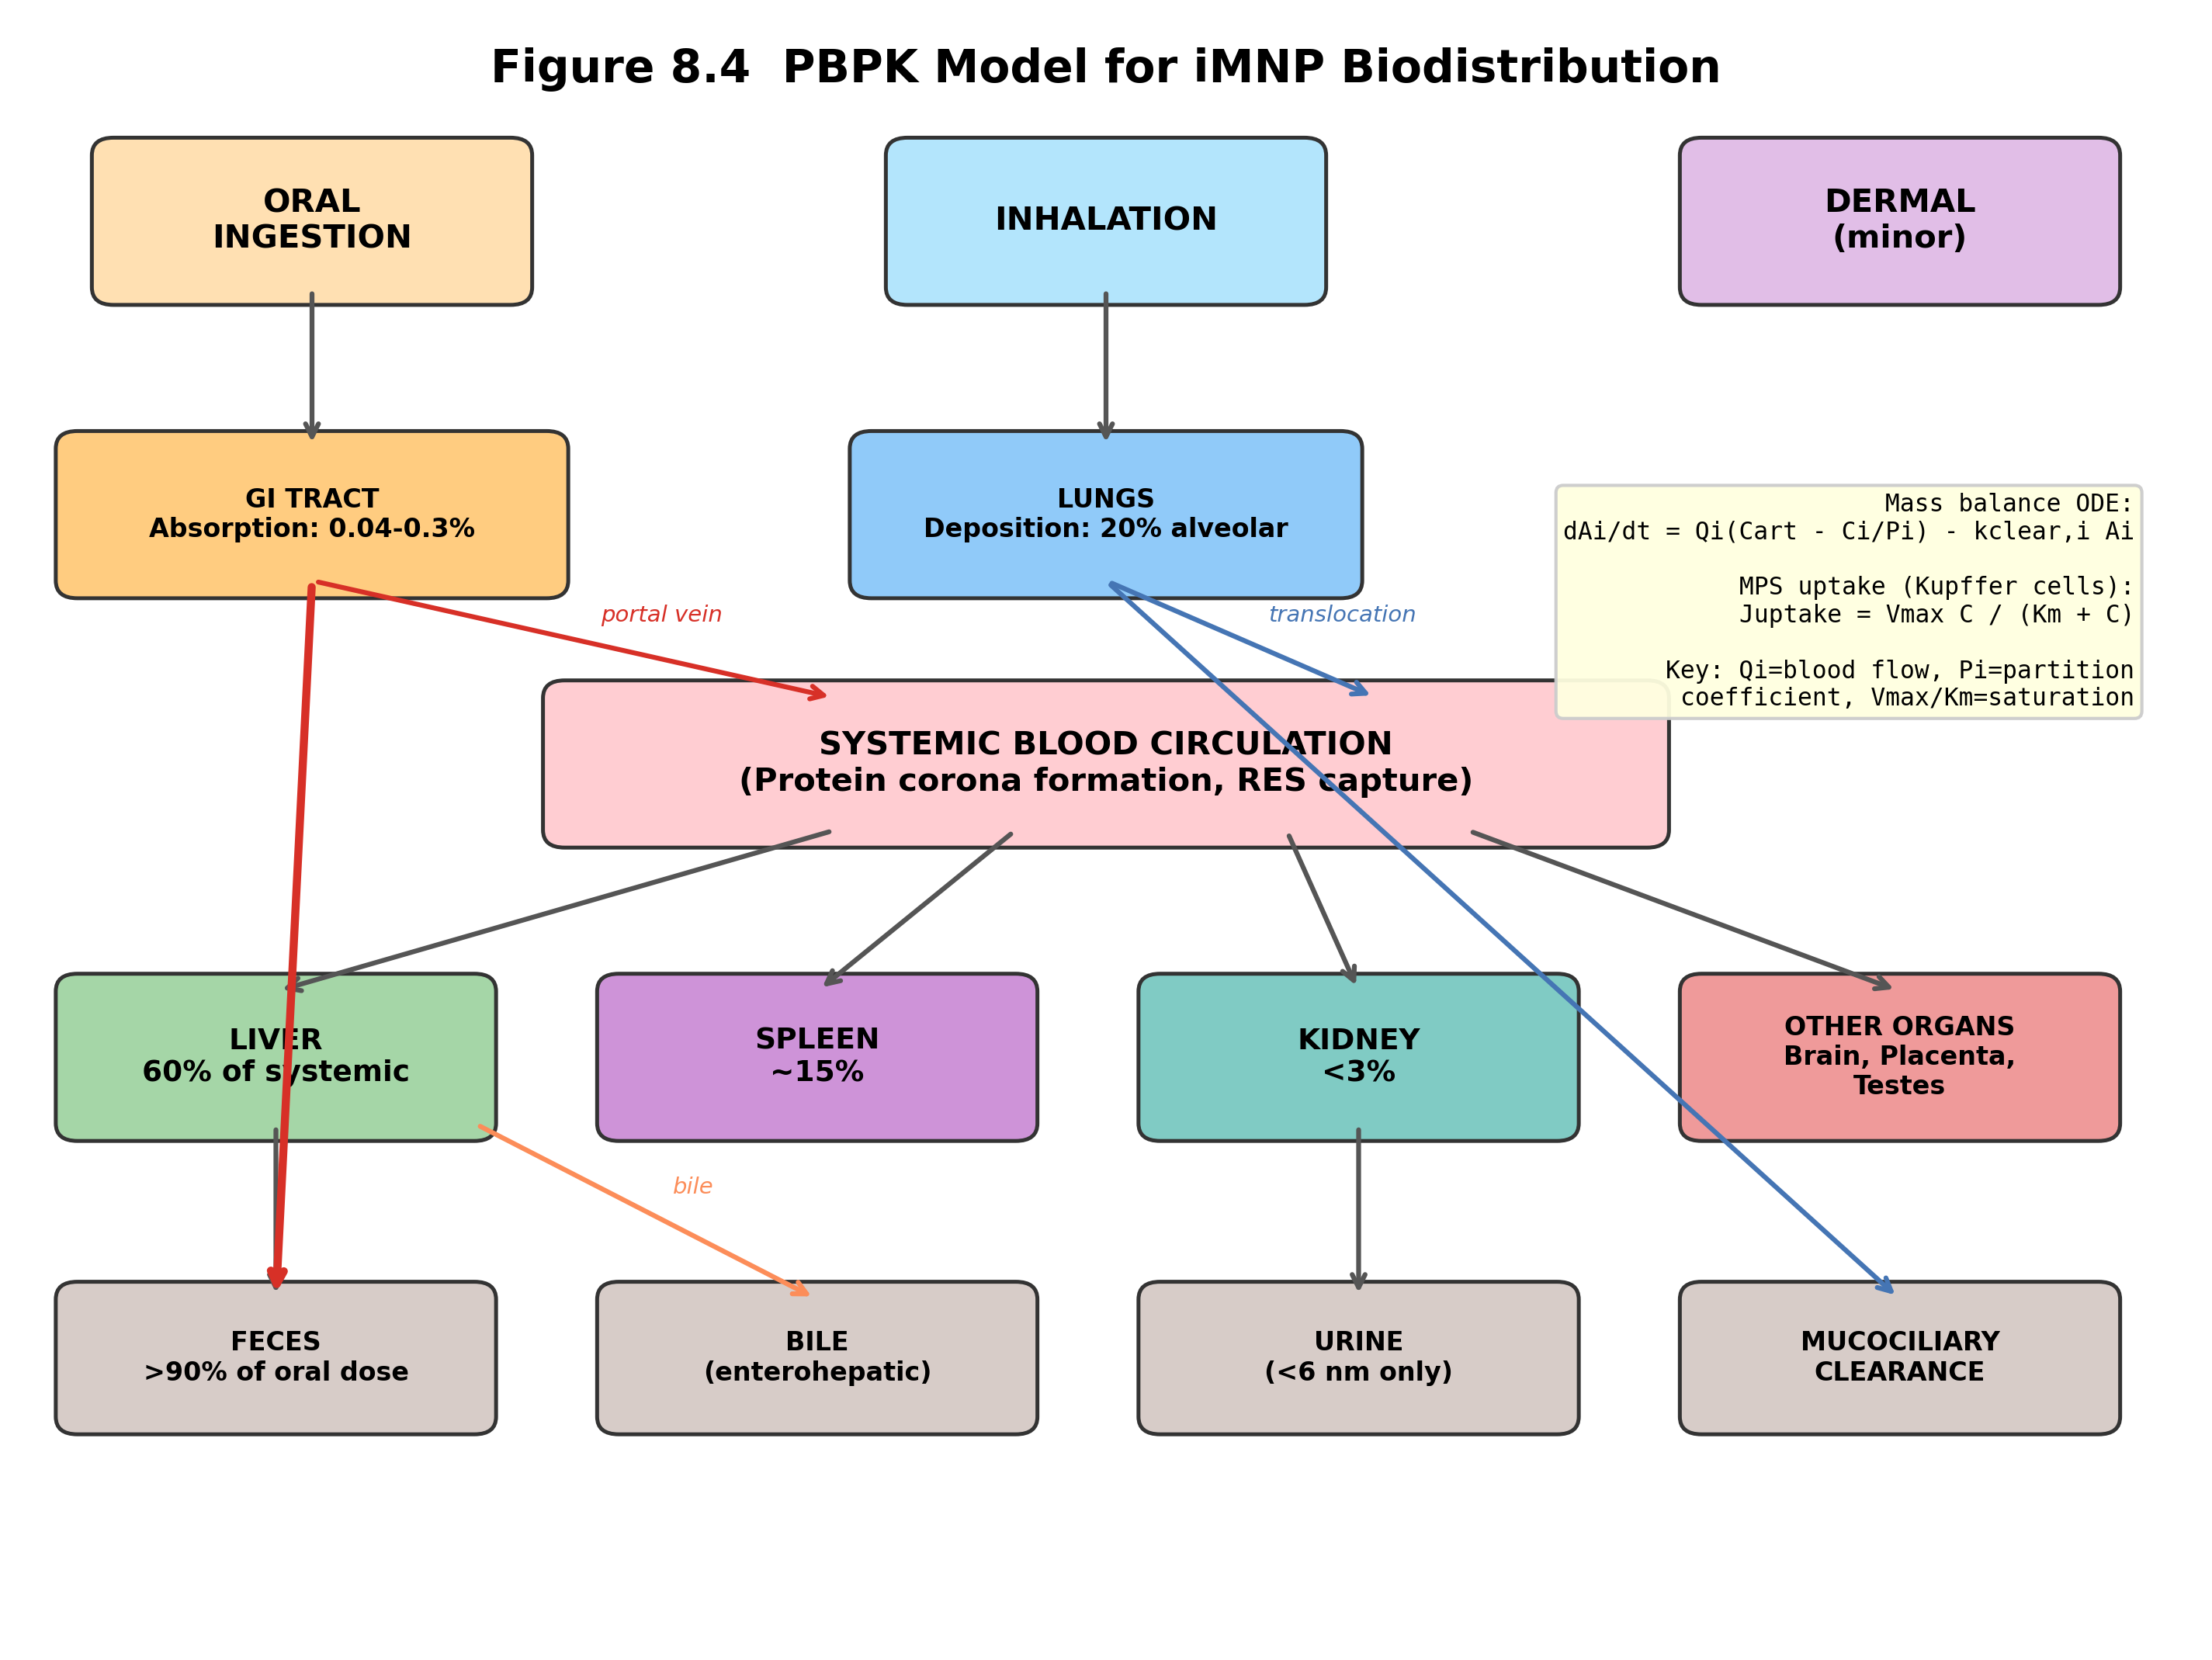 Figure 8.4  PBPK Model for iMNP Biodistribution
ORAL
INGESTION
INHALATION
DERMAL
(minor)
GI TRACT
Absorption: 0.04-0.3%
LUNGS
Deposition: 20% alveolar
Mass balance ODE:
dAi/dt = Qi(Cart - Ci/Pi) - kclear,i Ai
MPS uptake (Kupffer cells):
Juptake = Vmax C / (Km + C)
Key: Qi=blood flow, Pi=partition
coefficient, Vmax/Km=saturation
portal vein
translocation
SYSTEMIC BLOOD CIRCULATION
(Protein corona formation, RES capture)
LIVER
60% of systemic
SPLEEN
~15%
KIDNEY
<3%
OTHER ORGANS
Brain, Placenta,
Testes
bile
FECES
>90% of oral dose
BILE
(enterohepatic)
URINE
(<6 nm only)
MUCOCILIARY
CLEARANCE